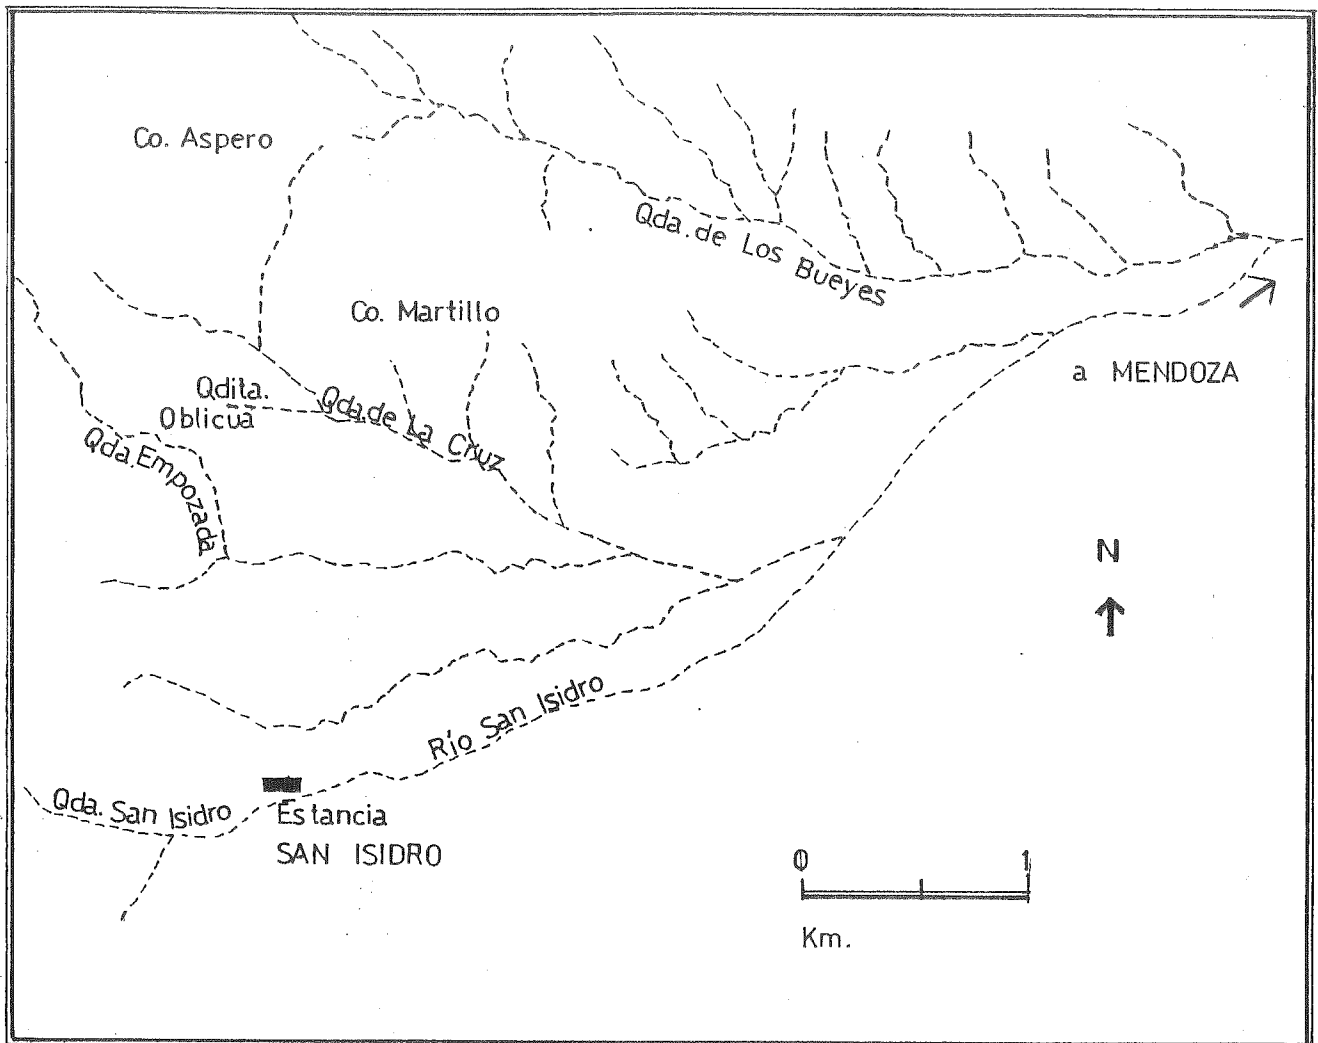 Co. Aspero
Qda. de Los Bueyes
Co. Martillo
a MENDOZA
Qdita.
Oblicua
Qda. de La Cruz
Qda. Empozada
N
Río San Isidro
Qda. San Isidro
Estancia
SAN ISIDRO
0 1
Km.